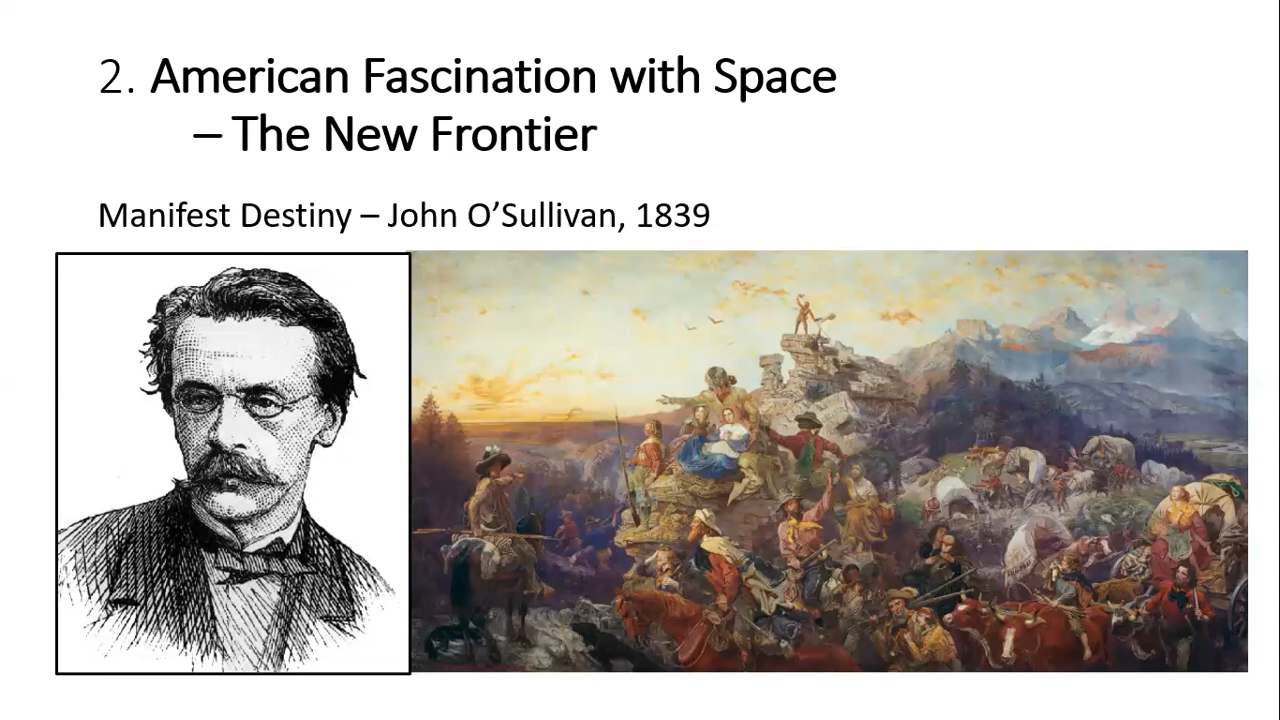 2. American Fascination with Space
– The New Frontier
Manifest Destiny – John O’Sullivan, 1839